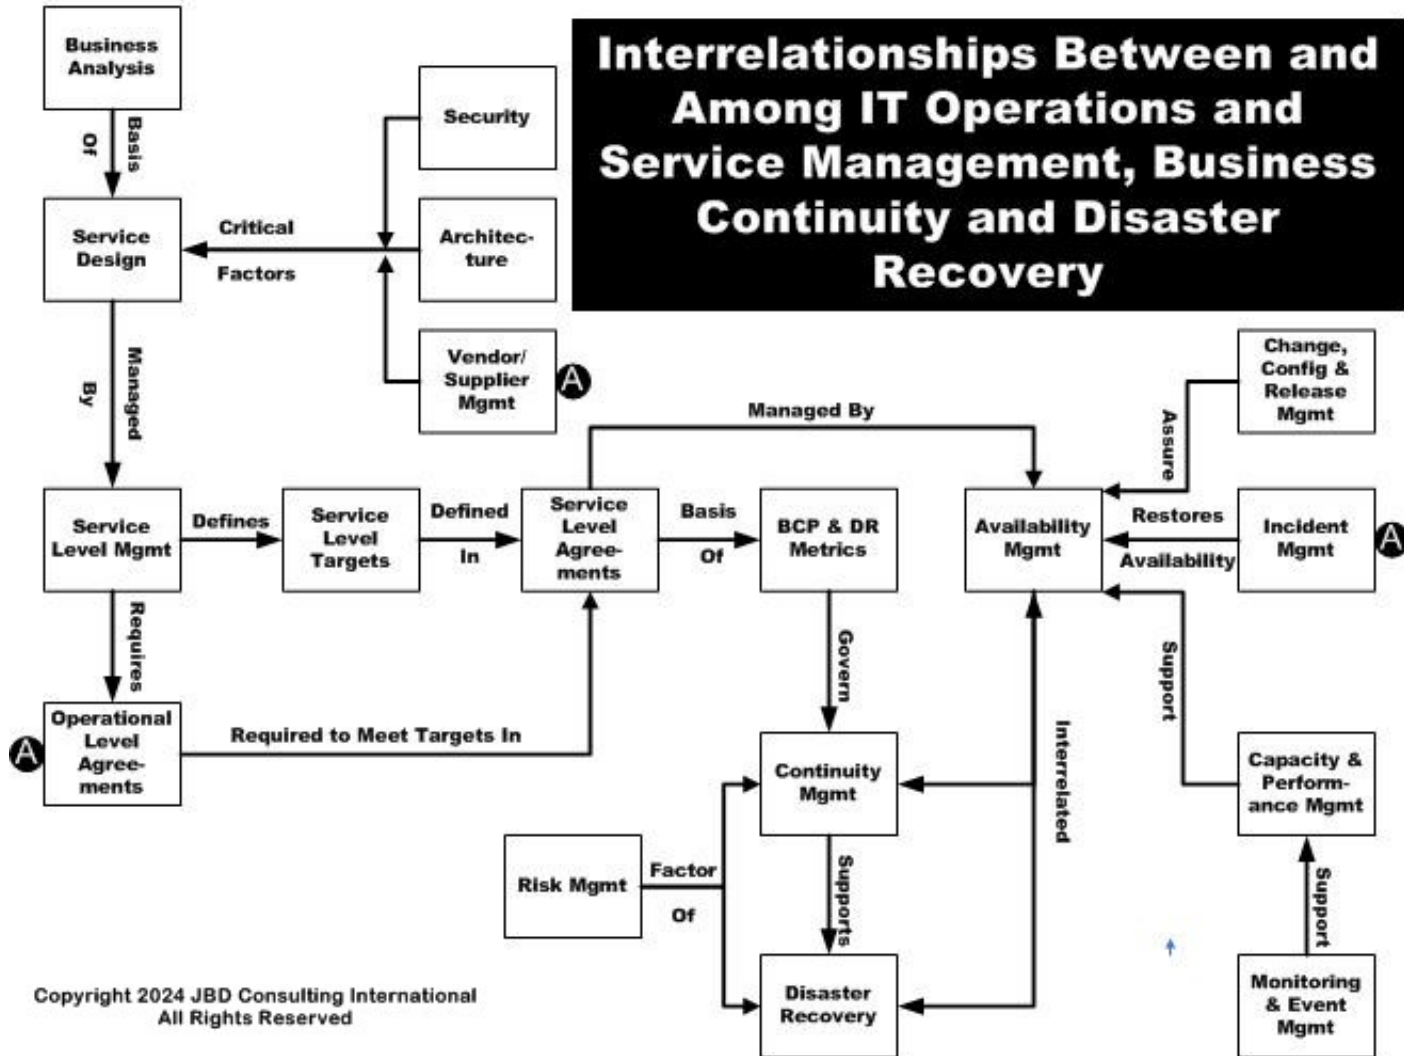 Business
Analysis
Interrelationships Between and
Among IT Operations and
Service Management, Business
Continuity and Disaster
Recovery
Basis
Of
Security
Service
Design
Critical
Factors
Architec-
ture
Vendor/
Supplier
Mgmt
A
Managed
By
Managed By
Change,
Config &
Release
Mgmt
Assure
Service
Level Mgmt
Defines
Service
Level
Targets
Defined
In
Service
Level
Agree-
ments
Basis
Of
BCP & DR
Metrics
Availability
Mgmt
Restores
Availability
Incident
Mgmt
A
Requires
Govern
Support
A
Operational
Level
Agree-
ments
Required to Meet Targets In
Continuity
Mgmt
Interrelated
Capacity &
Perform-
ance Mgmt
Risk Mgmt
Factor
Of
Supports
Support
Disaster
Recovery
Monitoring
& Event
Mgmt
Copyright 2024 JBD Consulting International
All Rights Reserved